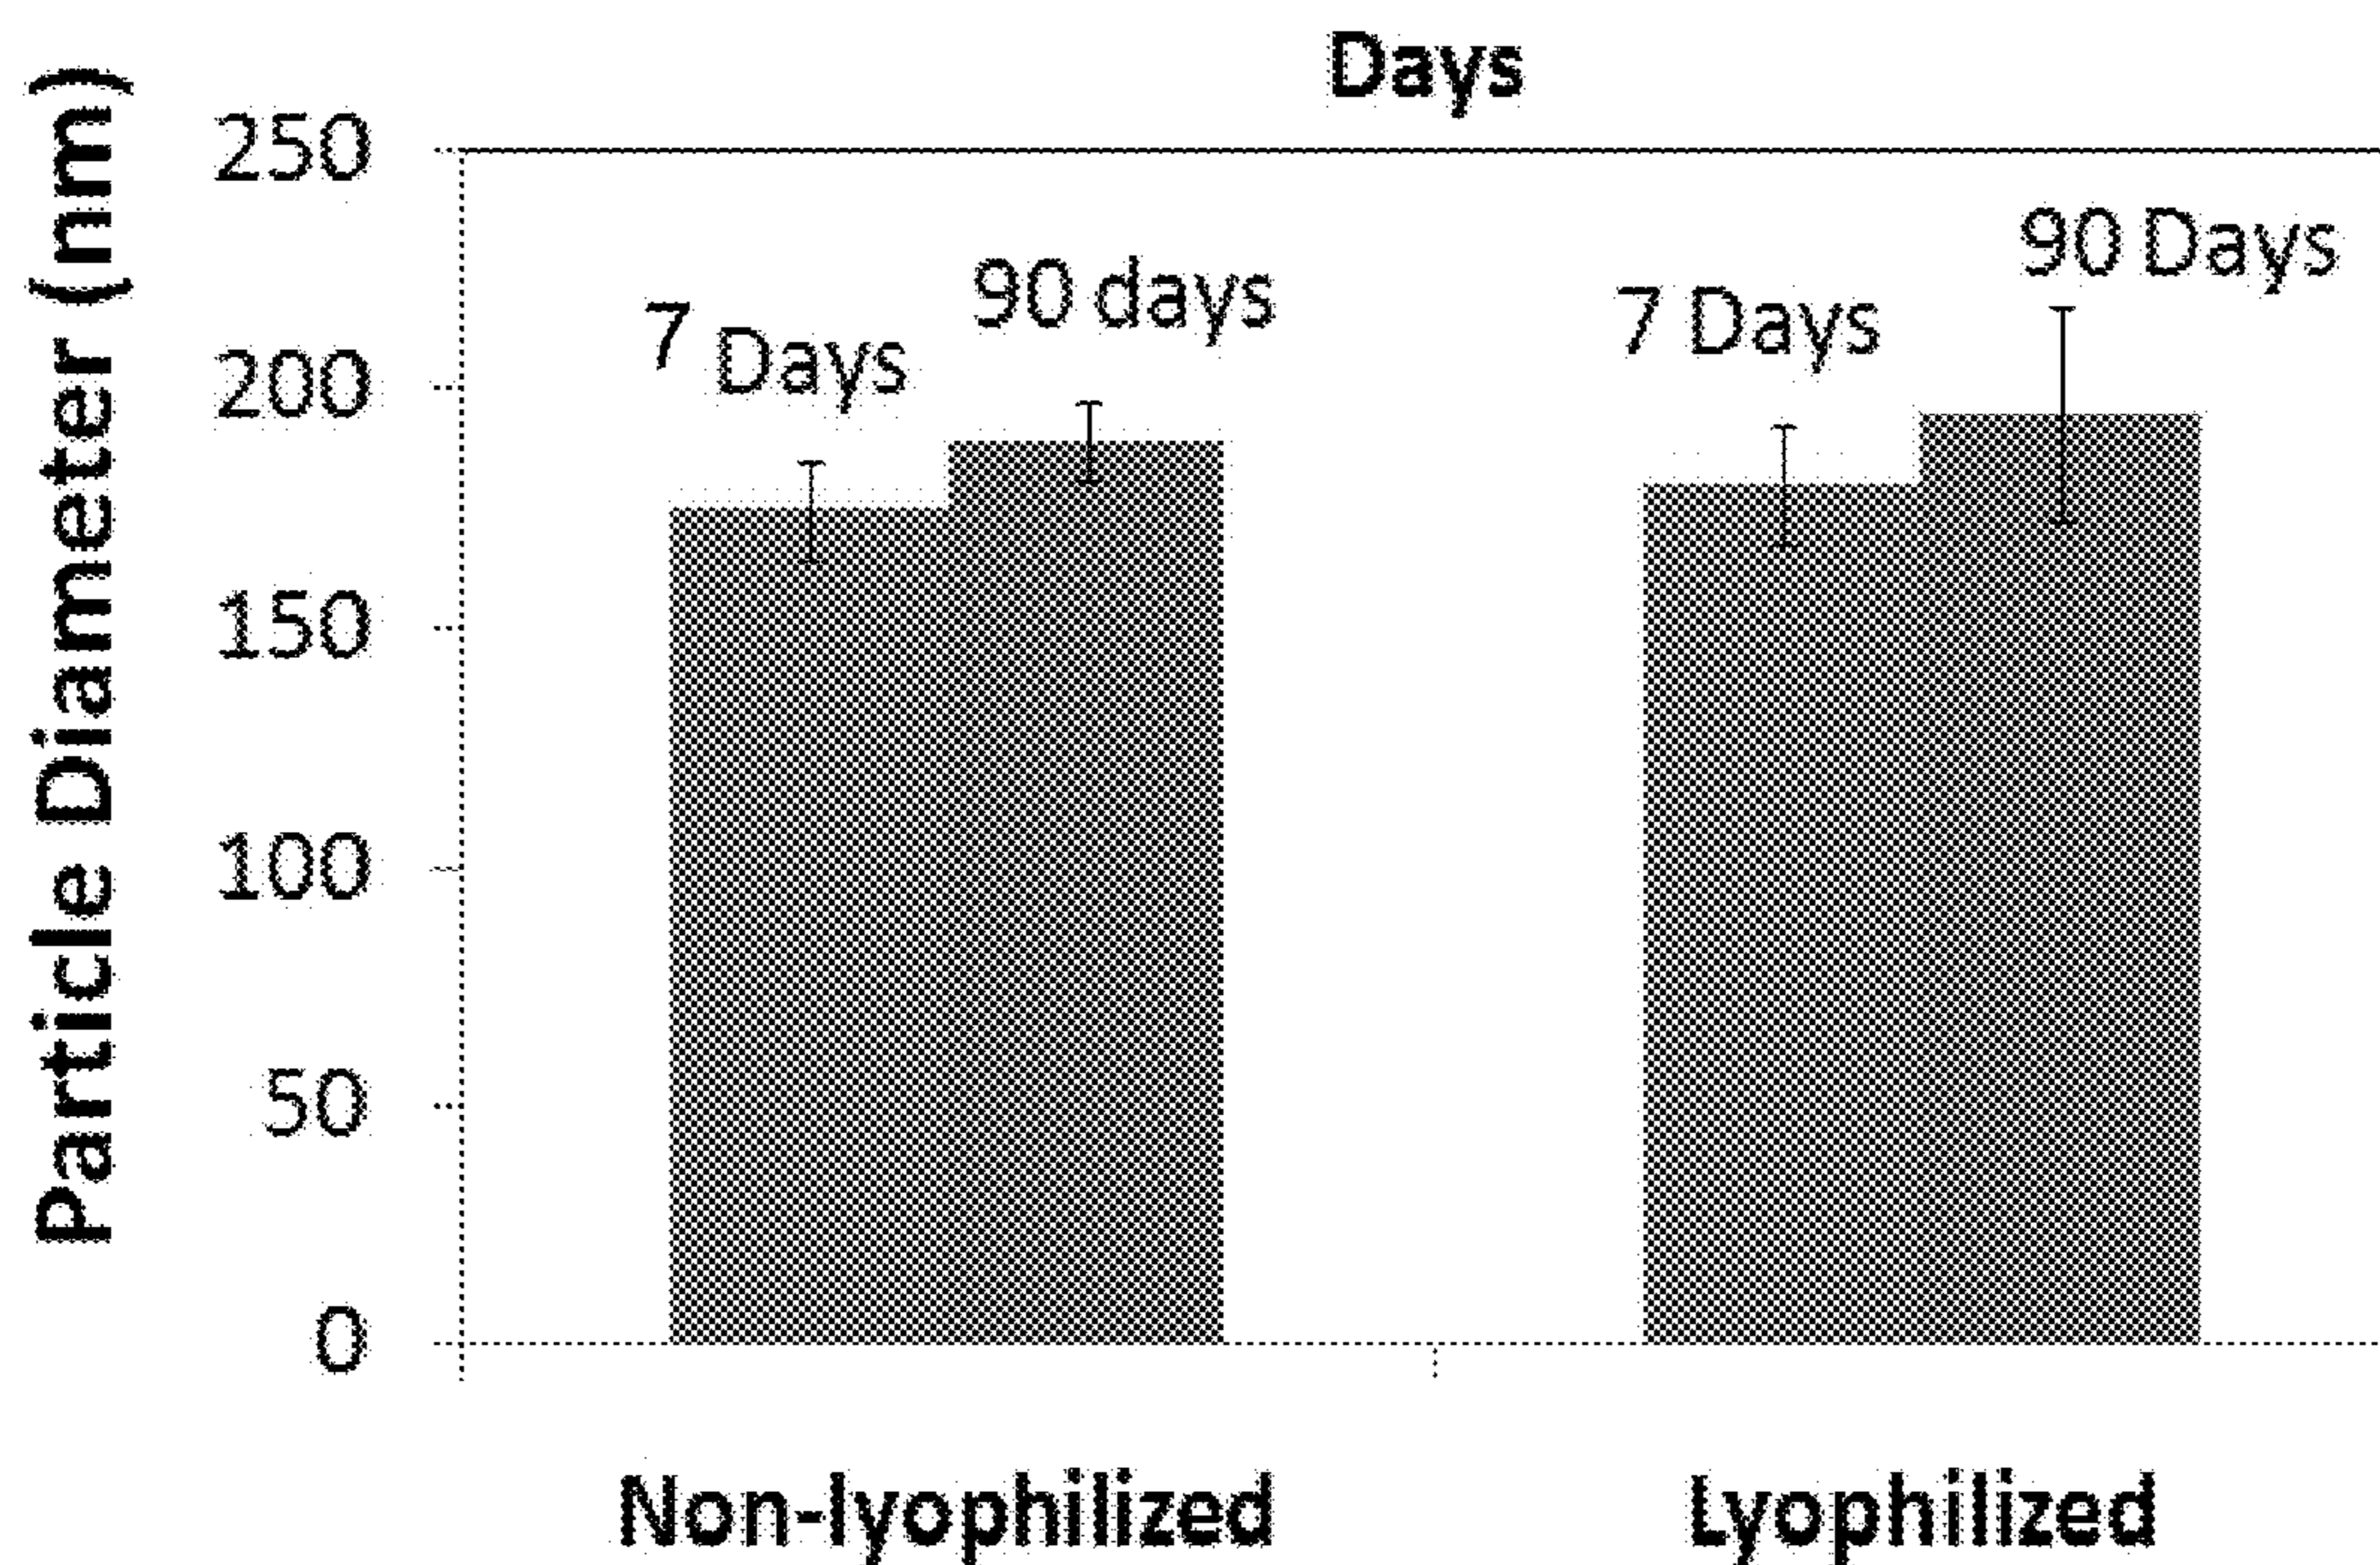 Days
Particle Diameter (nm)
250
200
150
100
50
0
7 Days
90 days
7 Days
90 Days
Non-lyophilized
Lyophilized